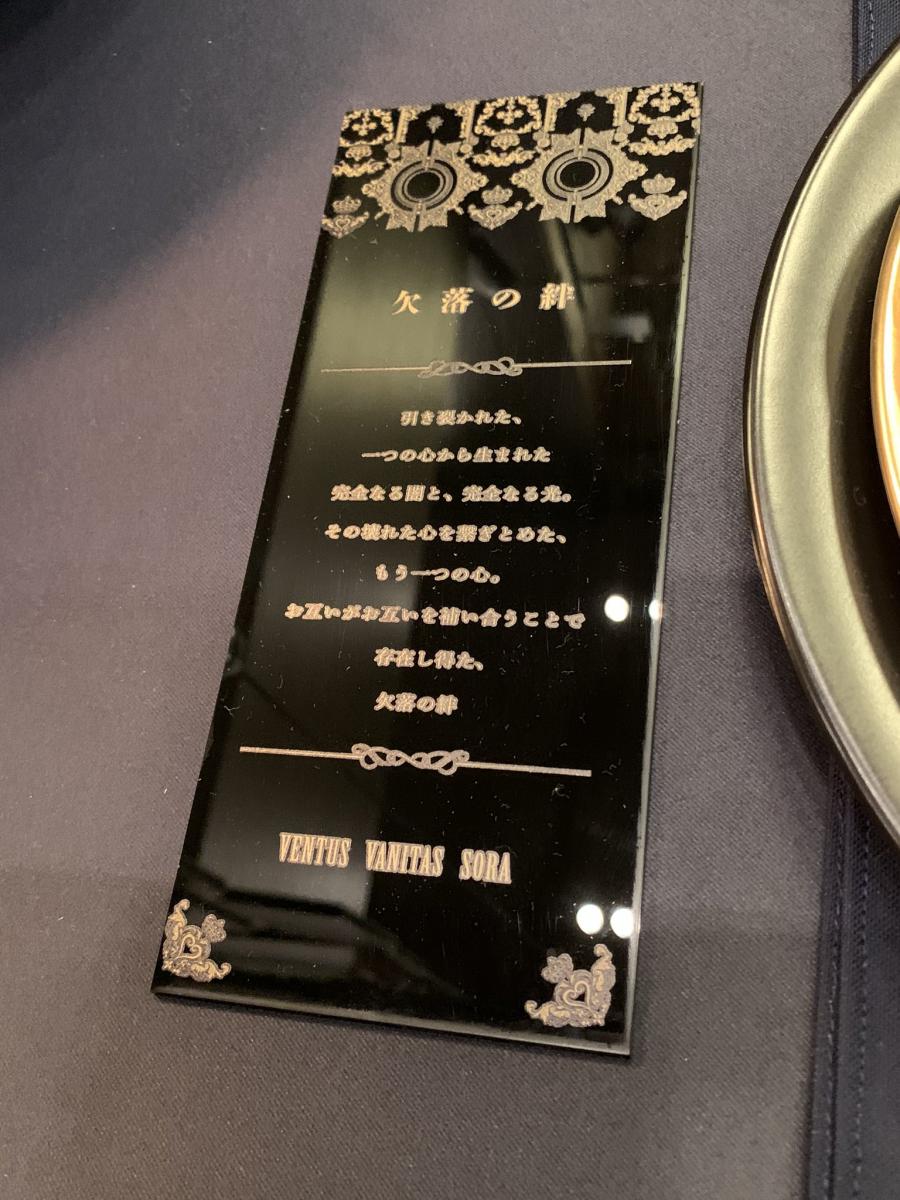 欠落の絆
引き裂かれた、
一つの心から生まれた
完全なる闇と、完全なる光。
その壊れた心を繋ぎとめた、
もう一つの心。
お互いがお互いを補い合うことで
存在し得た、
欠落の絆
VENTUS VANITAS SORA